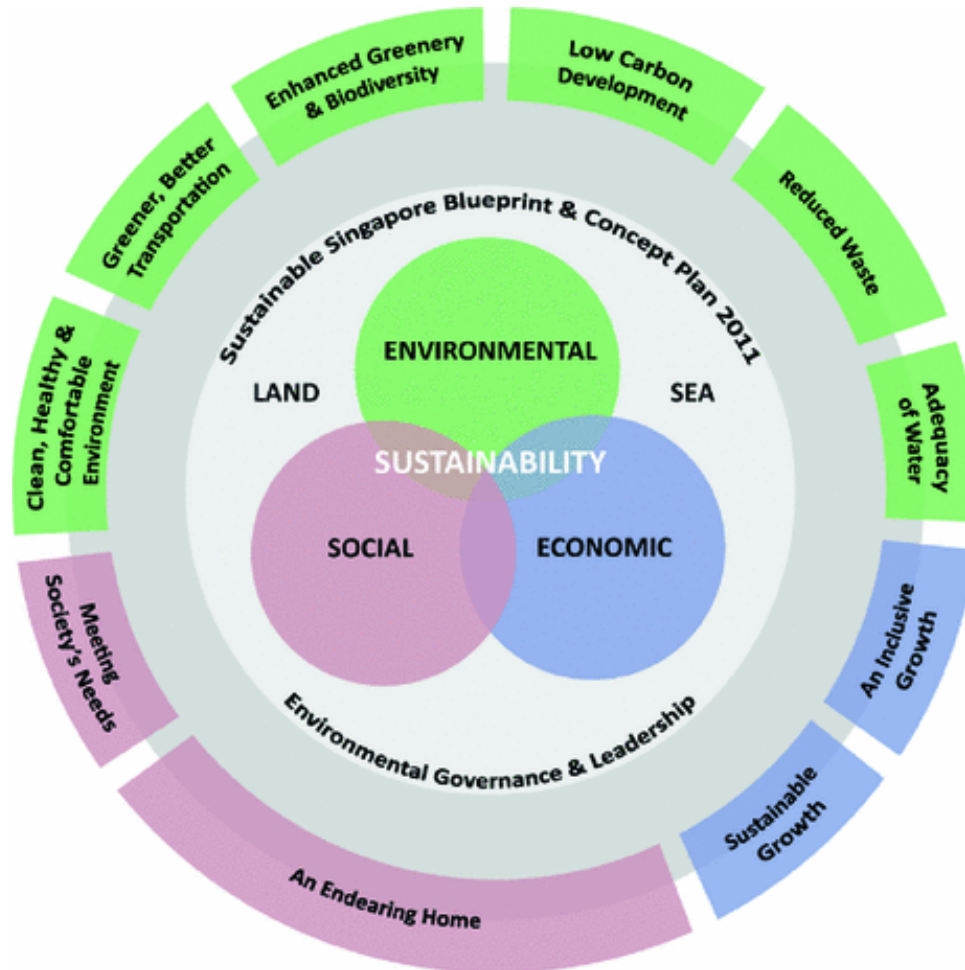 Enhanced Greenery
& Biodiversity
Low Carbon
Development
Reduced Waste
Adequacy
of Water
An Inclusive
Growth
Sustainable
Growth
An Endearing Home
Meeting
Society's Needs
Clean, Healthy &
Comfortable
Environment
Greener, Better
Transportation
Sustainable Singapore Blueprint & Concept Plan 2011
ENVIRONMENTAL
LAND
SEA
SUSTAINABILITY
SOCIAL
ECONOMIC
Environmental Governance & Leadership